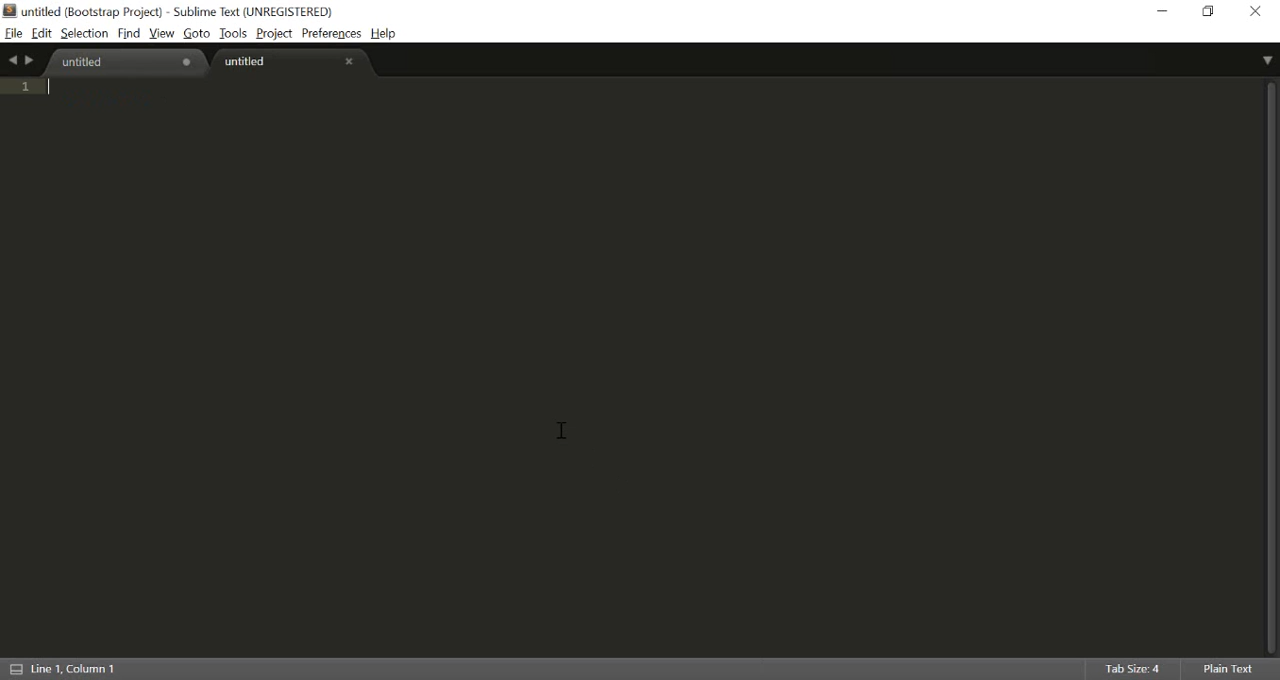 untitled (Bootstrap Project) - Sublime Text (UNREGISTERED)
File Edit Selection Find View Goto Tools Project Preferences Help
untitled untitled
1
Line 1, Column 1 Tab Size: 4 Plain Text